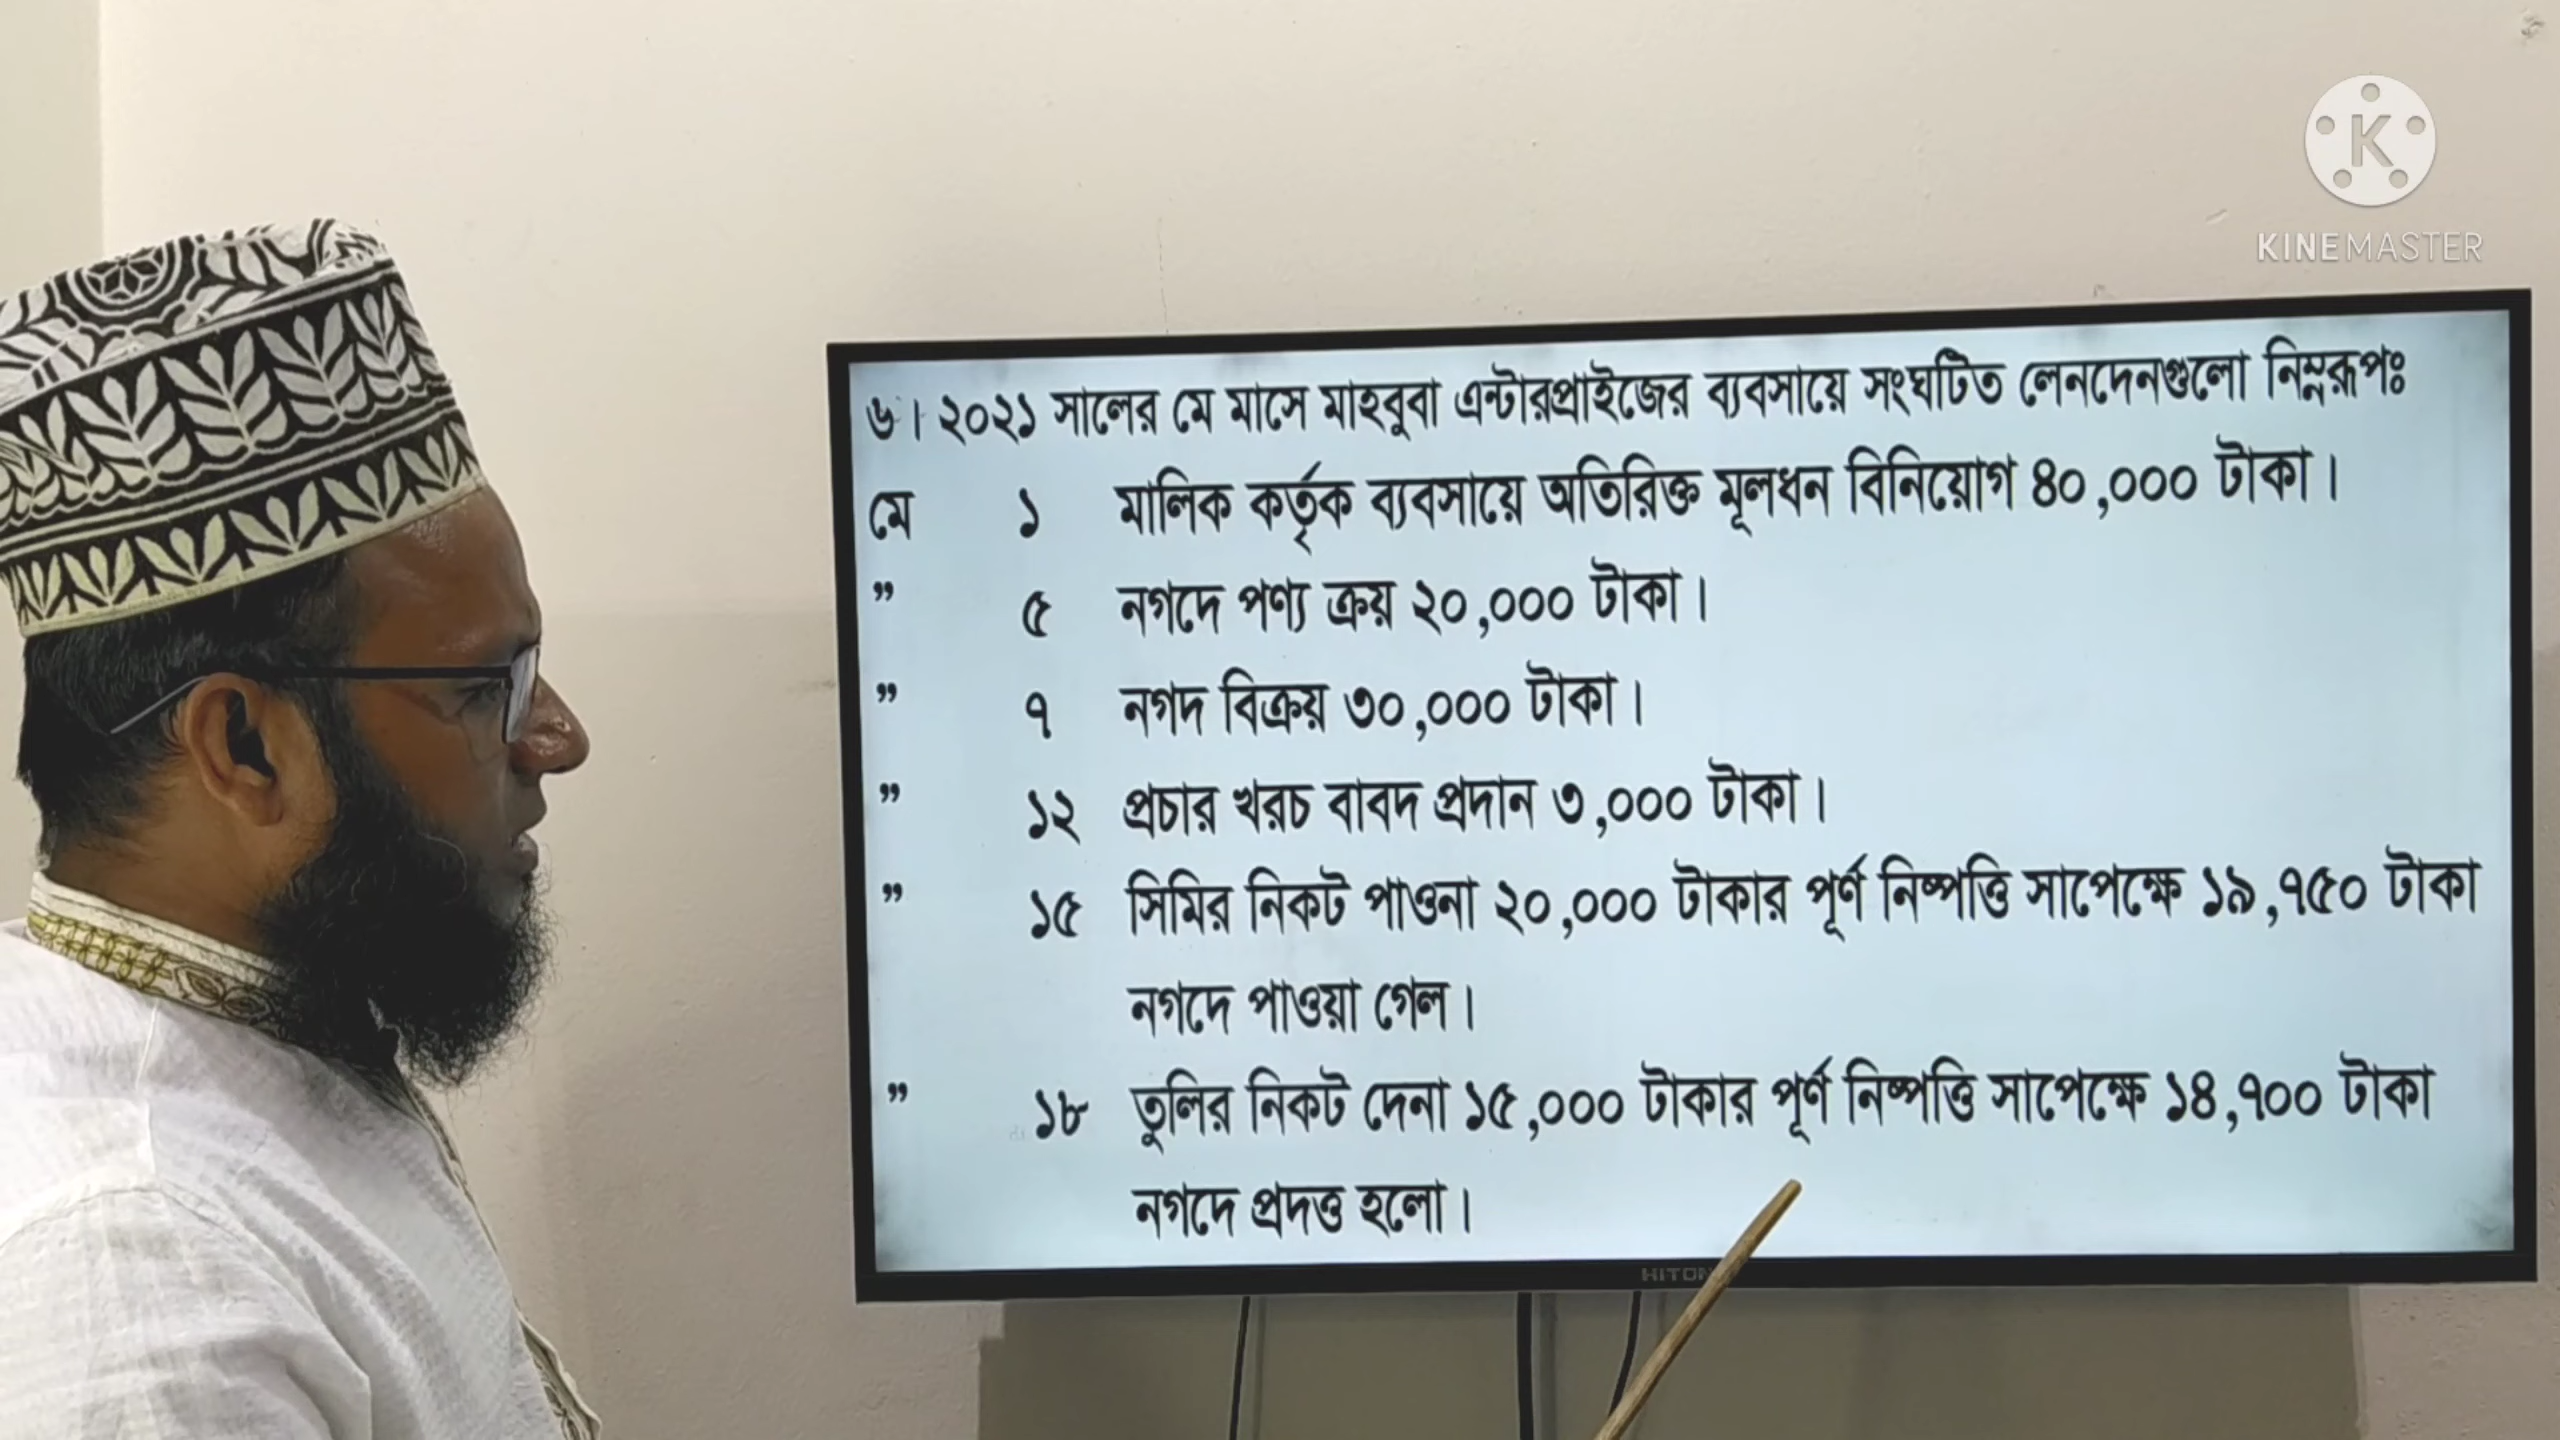 K
KINEMASTER
৬। ২০২১ সালের মে মাসে মাহবুবা এন্টারপ্রাইজের ব্যবসায়ে সংঘটিত লেনদেনগুলো নিম্নরূপঃ
মে ১ মালিক কর্তৃক ব্যবসায়ে অতিরিক্ত মূলধন বিনিয়োগ ৪০,০০০ টাকা।
” ৫ নগদে পণ্য ক্রয় ২০,০০০ টাকা।
” ৭ নগদ বিক্রয় ৩০,০০০ টাকা।
” ১২ প্রচার খরচ বাবদ প্রদান ৩,০০০ টাকা।
” ১৫ সিমির নিকট পাওনা ২০,০০০ টাকার পূর্ণ নিষ্পত্তি সাপেক্ষে ১৯,৭৫০ টাকা
নগদে পাওয়া গেল।
” ১৮ তুলির নিকট দেনা ১৫,০০০ টাকার পূর্ণ নিষ্পত্তি সাপেক্ষে ১৪,৭০০ টাকা
নগদে প্রদত্ত হলো।